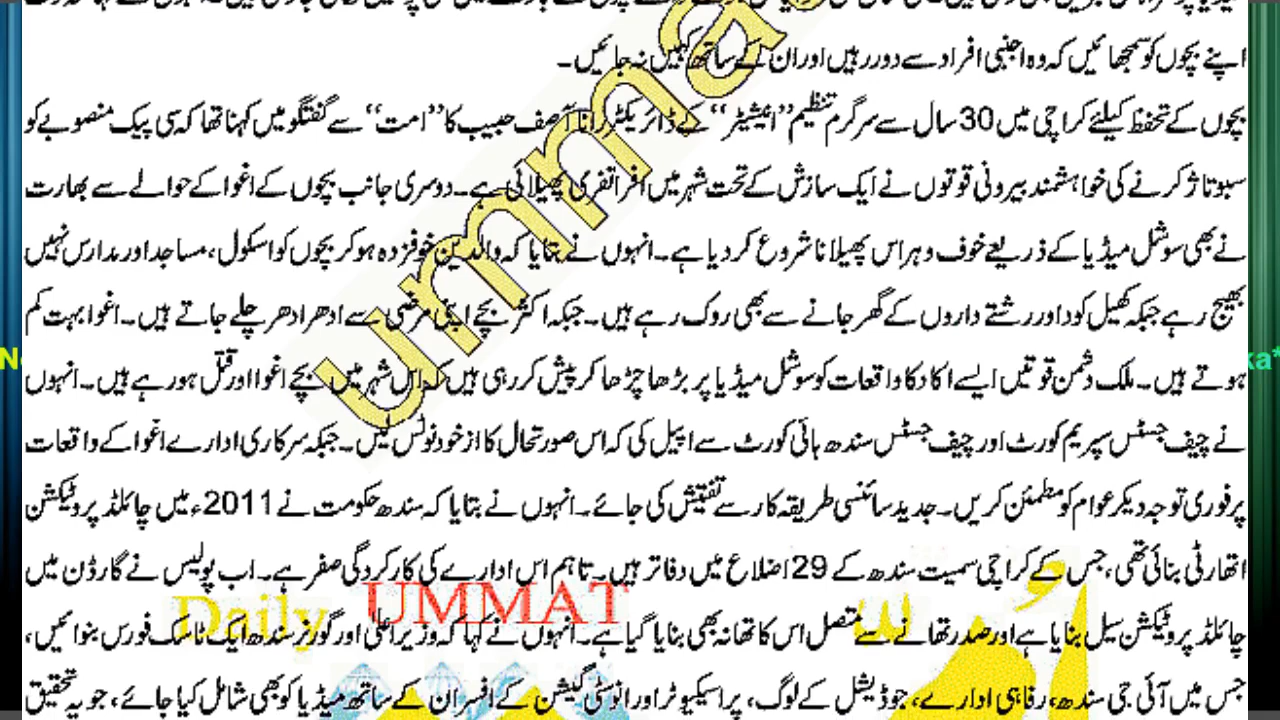 اپنے بچوں کو سمجھائیں کہ وہ اجنبی افراد سے دور رہیں اور ان کے ساتھ کہیں نہ جائیں۔
بچوں کے تحفظ کیلئے کراچی میں 30 سال سے سرگرم تنظیم ’’انیشیٹر‘‘ کے ڈائریکٹر رانا آصف حبیب کا ’’امت‘‘ سے گفتگو میں کہنا تھا کہ سی پیک منصوبے کو
سبوتاژ کرنے کی خواہشمند بیرونی قوتوں نے ایک سازش کے تحت شہر میں افراتفری پھیلائی ہے۔ دوسری جانب بچوں کے اغوا کے حوالے سے بھارت
نے بھی سوشل میڈیا کے ذریعے خوف و ہراس پھیلانا شروع کر دیا ہے۔ انہوں نے بتایا کہ والدین خوفزدہ ہو کر بچوں کو اسکول، مساجد اور مدارس نہیں
بھیج رہے جبکہ کھیل کود اور رشتے داروں کے گھر جانے سے بھی روک رہے ہیں۔ جبکہ اکثر بچے اپنی مرضی سے ادھر ادھر چلے جاتے ہیں۔ اغوا بہت کم
ہوتے ہیں۔ ملک دشمن قوتیں ایسے اکا دکا واقعات کو سوشل میڈیا پر بڑھا چڑھا کر پیش کر رہی ہیں کہ اس شہر میں بچے اغوا اور قتل ہو رہے ہیں۔ انہوں
نے چیف جسٹس سپریم کورٹ اور چیف جسٹس سندھ ہائی کورٹ سے اپیل کی کہ اس صورتحال کا از خود نوٹس لیں۔ جبکہ سرکاری ادارے اغوا کے واقعات
پر فوری توجہ دیکر عوام کو مطمئن کریں۔ جدید سائنسی طریقہ کار سے تفتیش کی جائے۔ انہوں نے بتایا کہ سندھ حکومت نے 2011ء میں چائلڈ پروٹیکشن
اتھارٹی بنائی تھی، جس کے کراچی سمیت سندھ کے 29 اضلاع میں دفاتر ہیں۔ تاہم اس ادارے کی کارکردگی صفر ہے۔ اب پولیس نے گارڈن میں
چائلڈ پروٹیکشن سیل بنایا ہے اور صدر تھانے سے متصل اس کا تھانہ بھی بنایا گیا ہے۔ انہوں نے کہا کہ وزیراعلیٰ اور گورنر سندھ ایک ٹاسک فورس بنوائیں،
جس میں آئی جی سندھ، رفاہی ادارے، جوڈیشل کے لوگ، پراسیکیوٹر اور انوسٹی گیشن کے افسران کے ساتھ میڈیا کو بھی شامل کیا جائے، جو یہ تحقیق
Daily UMMAT